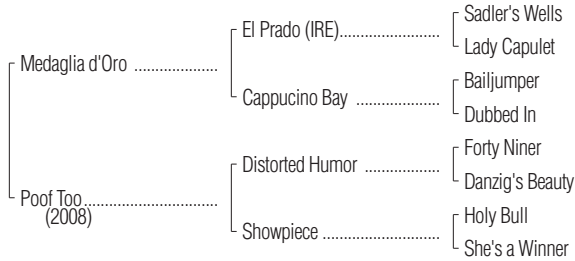 Sadler's Wells
El Prado (IRE)....................
Lady Capulet
Medaglia d'Oro .................
Bailjumper
Cappucino Bay .................
Dubbed In
Forty Niner
Distorted Humor ...............
Danzig's Beauty
Poof Too...........................
(2008)
Holy Bull
Showpiece ........................
She's a Winner